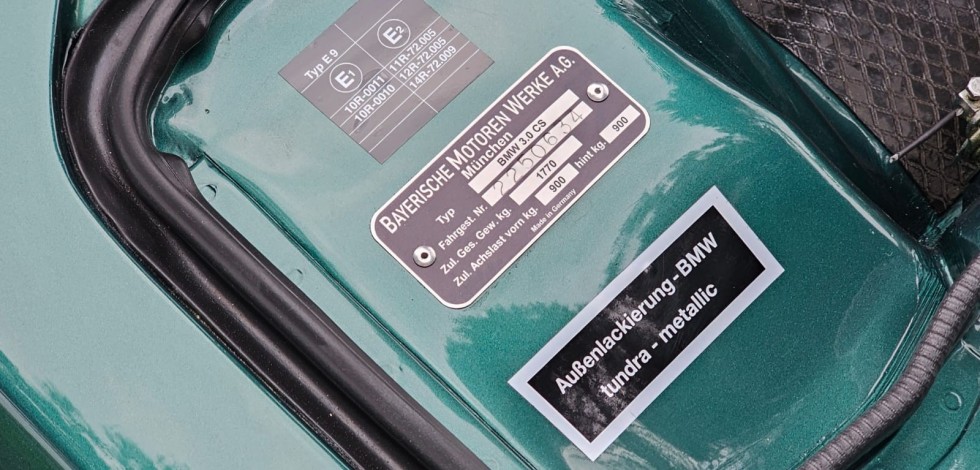 Typ E 9
E1
E2
10R-0011
11R-72.005
10R-0010
12R-72.005
14R-72.009
BAYERISCHE MOTOREN WERKE A.G.
München
Typ BMW 3.0 CS
Fahrgest. Nr. 2250634
Zul. Ges. Gew. kg. 1770
Zul. Achslast vorn kg. 900 hint kg. 900
Made in Germany
Außenlackierung-BMW
tundra - metallic